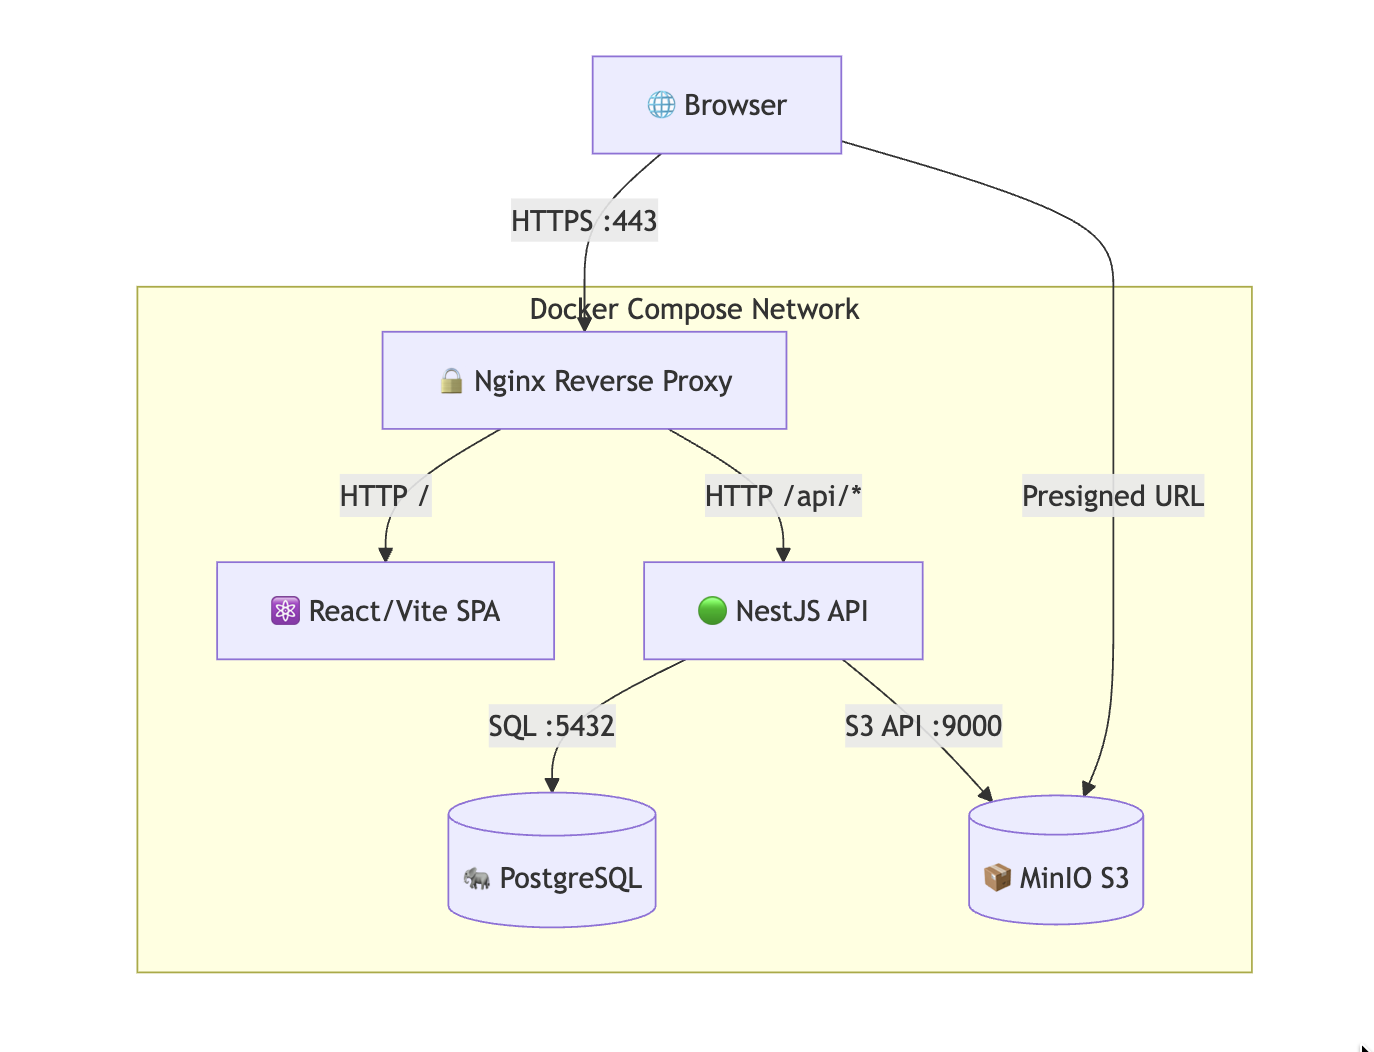 🌐 Browser
HTTPS :443
Docker Compose Network
🔒 Nginx Reverse Proxy
HTTP /
HTTP /api/*
Presigned URL
⚛️ React/Vite SPA
🟢 NestJS API
SQL :5432
S3 API :9000
🐘 PostgreSQL
📦 MinIO S3